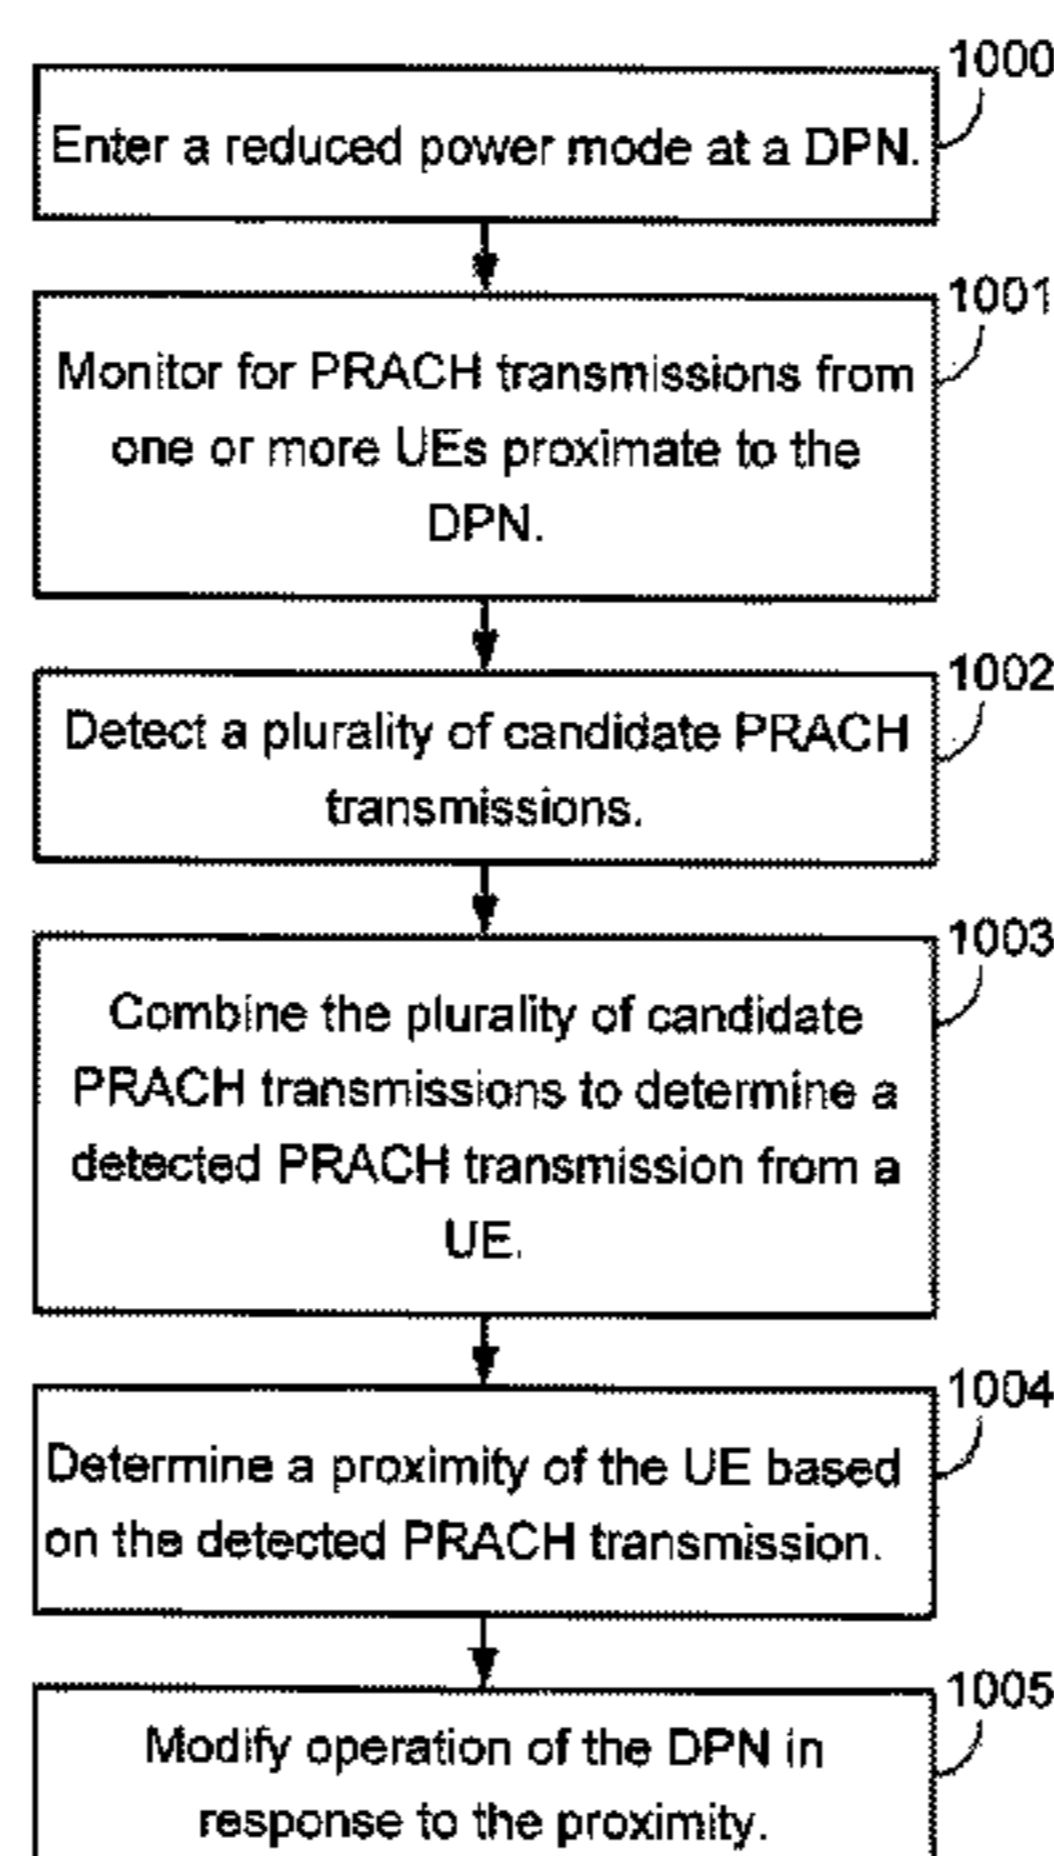 1000
Enter a reduced power mode at a DPN.
1001
Monitor for PRACH transmissions from
one or more UEs proximate to the
DPN.
1002
Detect a plurality of candidate PRACH
transmissions.
1003
Combine the plurality of candidate
PRACH transmissions to determine a
detected PRACH transmission from a
UE.
1004
Determine a proximity of the UE based
on the detected PRACH transmission.
1005
Modify operation of the DPN in
response to the proximity.